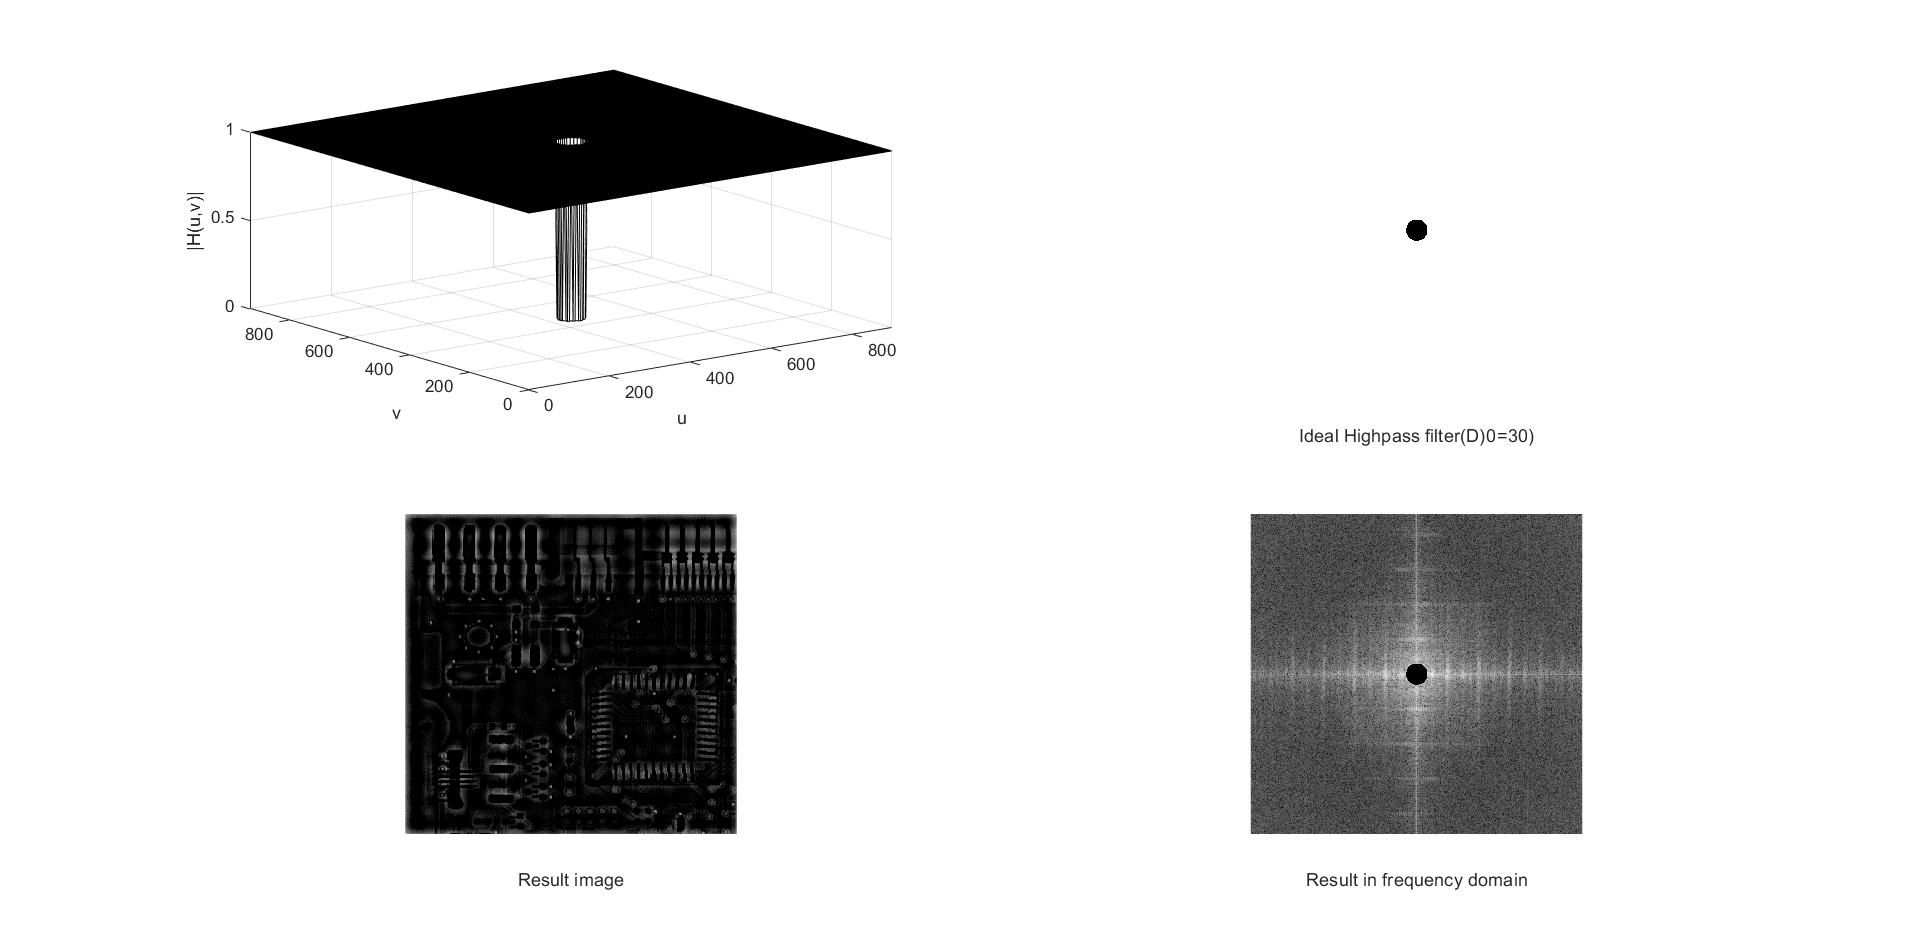 1
0.5
0
|H(u,v)|
800
600
400
200
0
v
0
200
400
600
800
u
Ideal Highpass filter(D)0=30)
Result image
Result in frequency domain